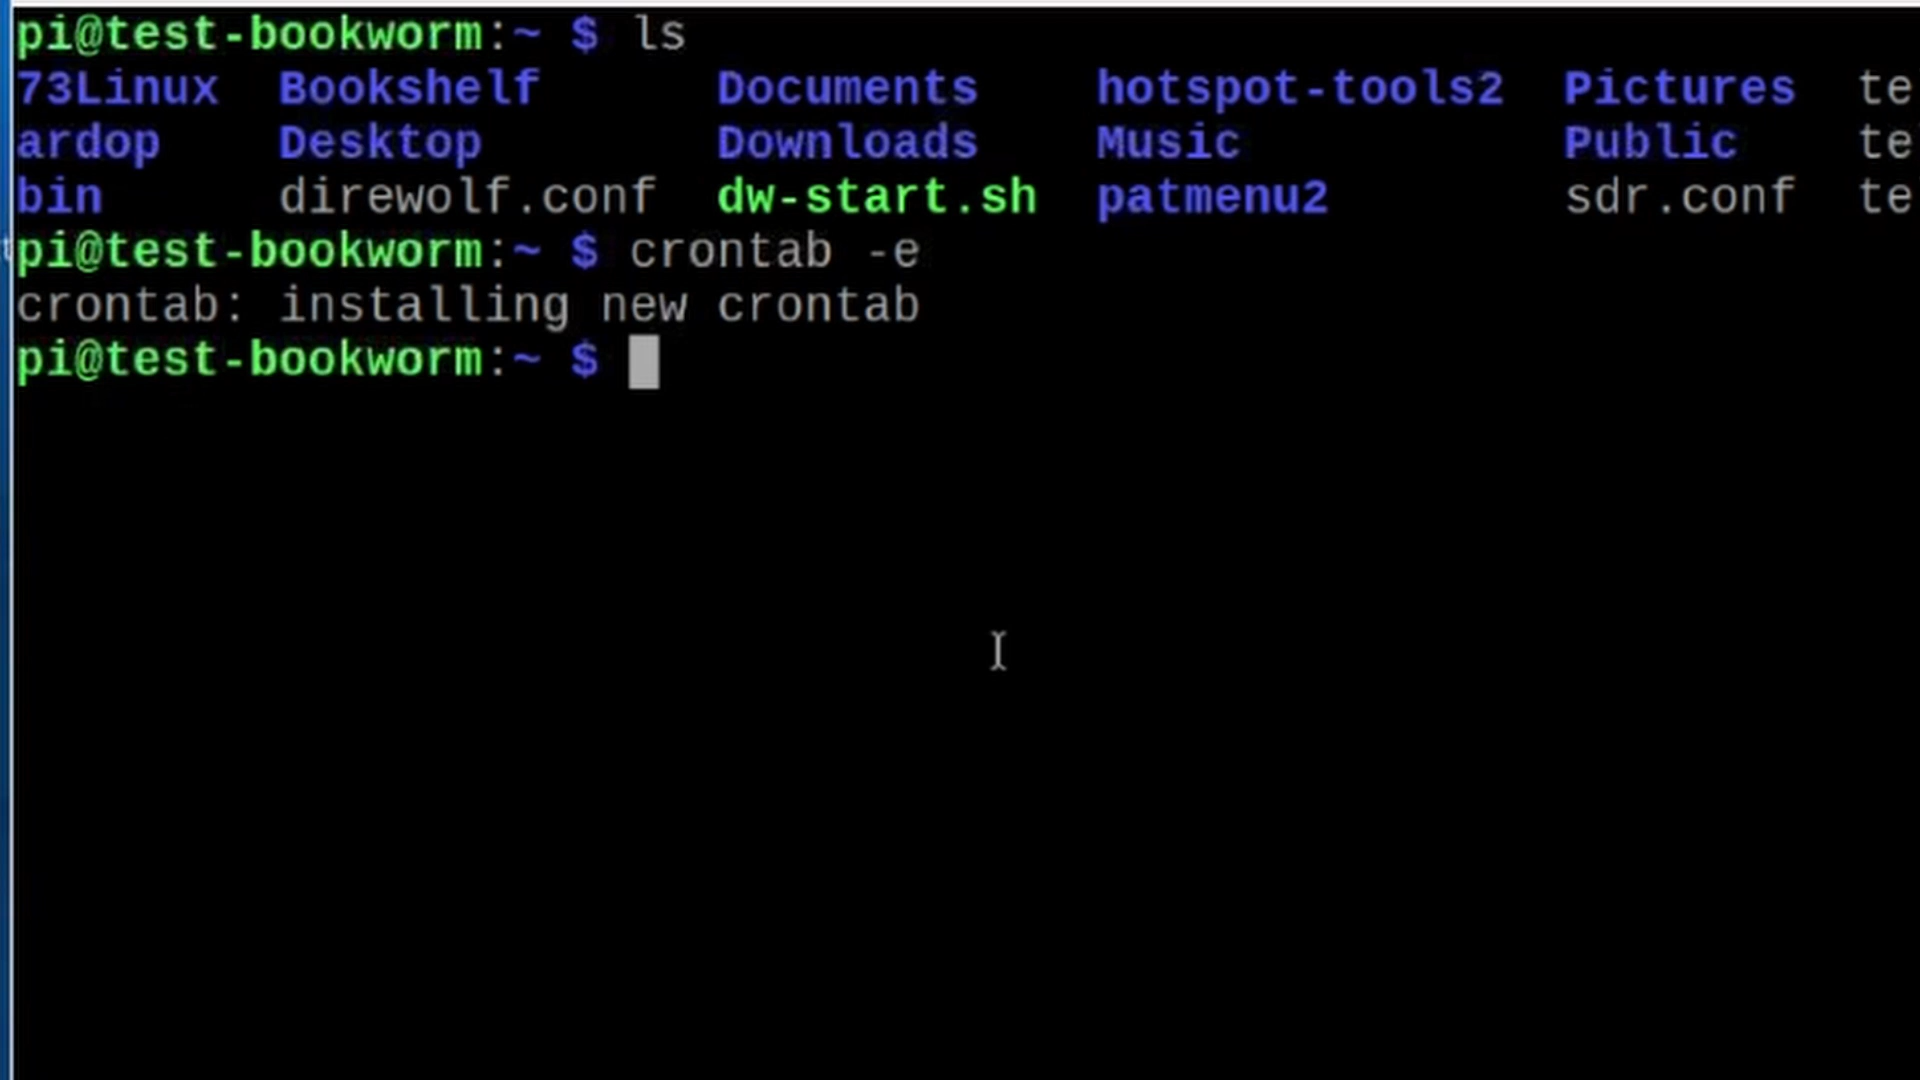 pi@test-bookworm:~ $ ls
73Linux Bookshelf Documents hotspot-tools2 Pictures te
ardop Desktop Downloads Music Public te
bin direwolf.conf dw-start.sh patmenu2 sdr.conf te
pi@test-bookworm:~ $ crontab -e
crontab: installing new crontab
pi@test-bookworm:~ $